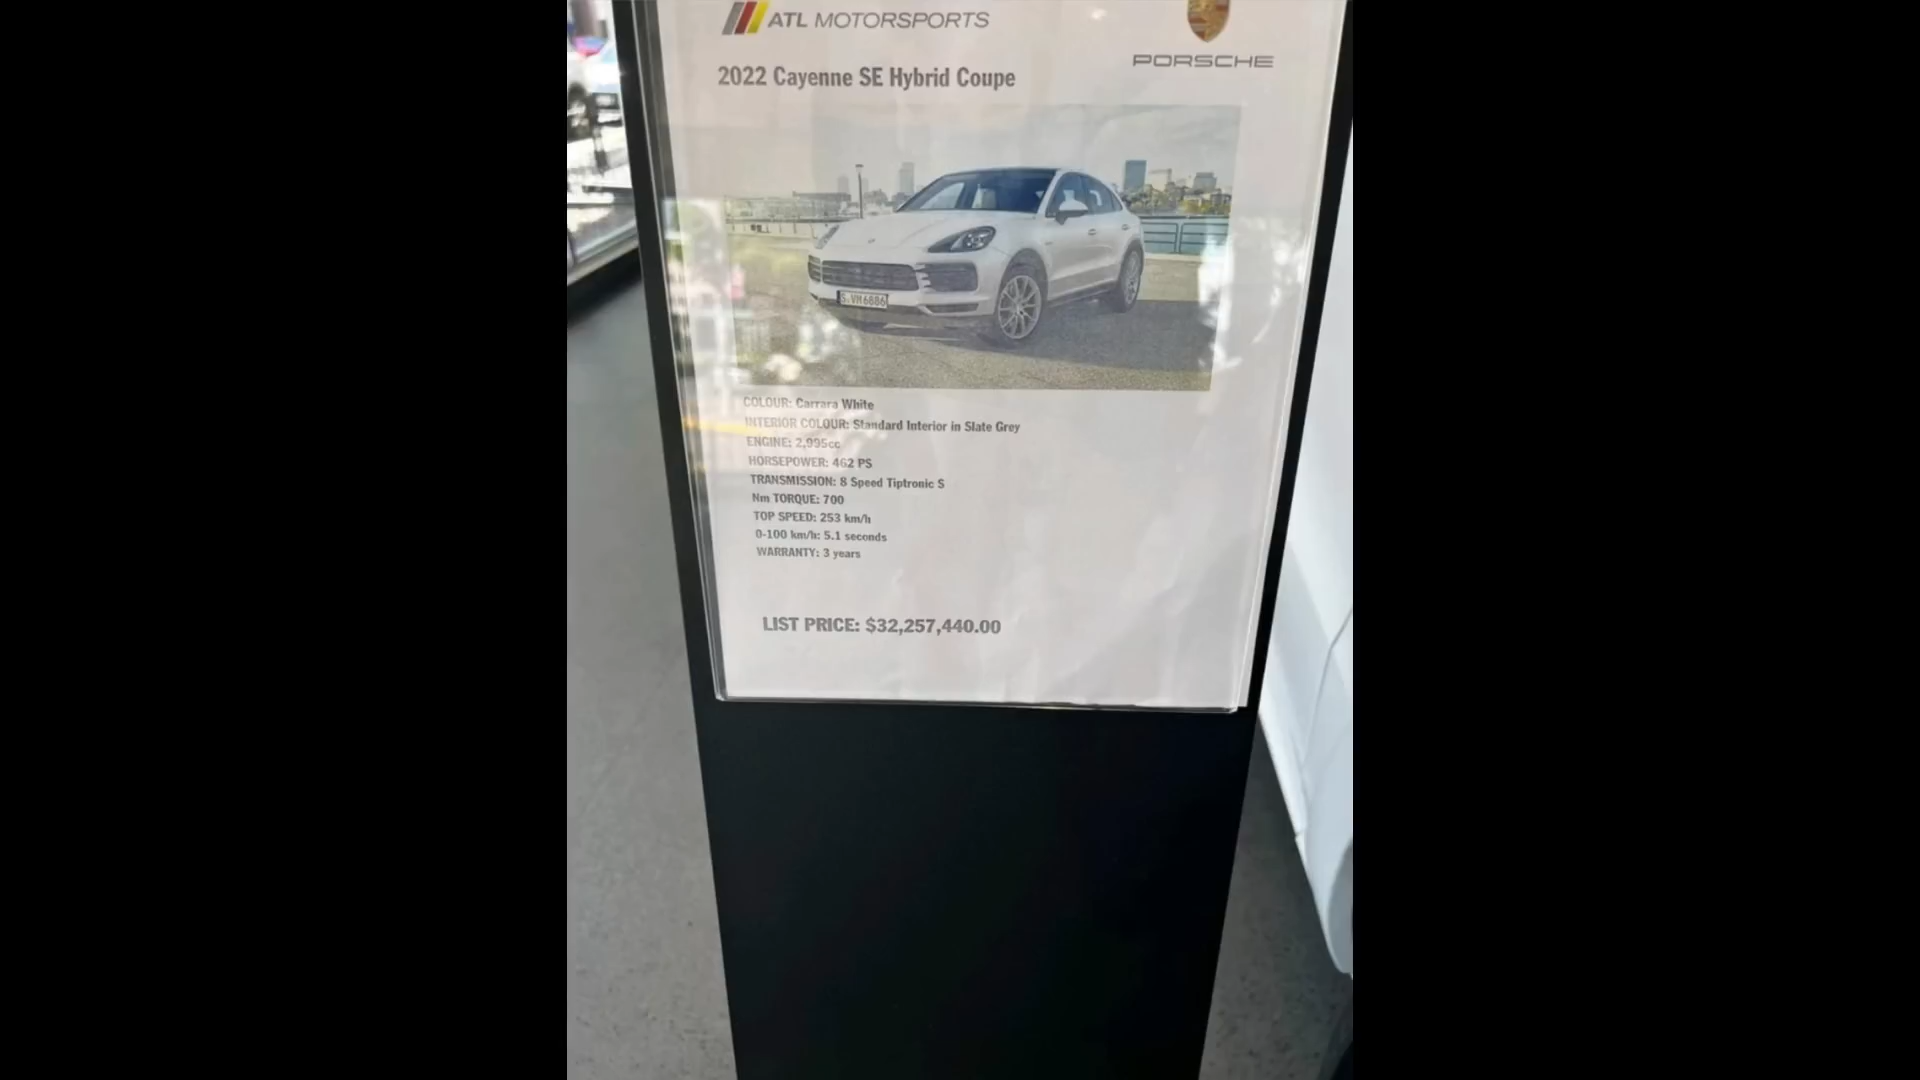 ATL MOTORSPORTS
PORSCHE
2022 Cayenne SE Hybrid Coupe
S·VM6886
COLOUR: Carrara White
INTERIOR COLOUR: Standard Interior in Slate Grey
ENGINE: 2,995cc
HORSEPOWER: 462 PS
TRANSMISSION: 8 Speed Tiptronic S
Nm TORQUE: 700
TOP SPEED: 253 km/h
0-100 km/h: 5.1 seconds
WARRANTY: 3 years
LIST PRICE: $32,257,440.00